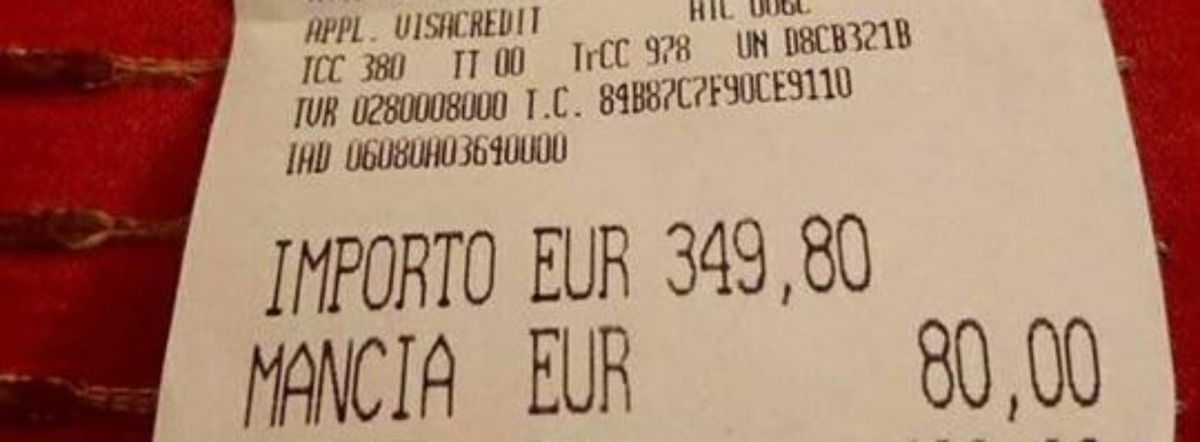 APPL. VISACREDIT
TCC 380 TT 00 TrCC 978 UN D8CB321B
TVR 0280008000 T.C. 84B87C7F90CE9110
IAD 06080A03640000
IMPORTO EUR 349,80
MANCIA EUR 80,00